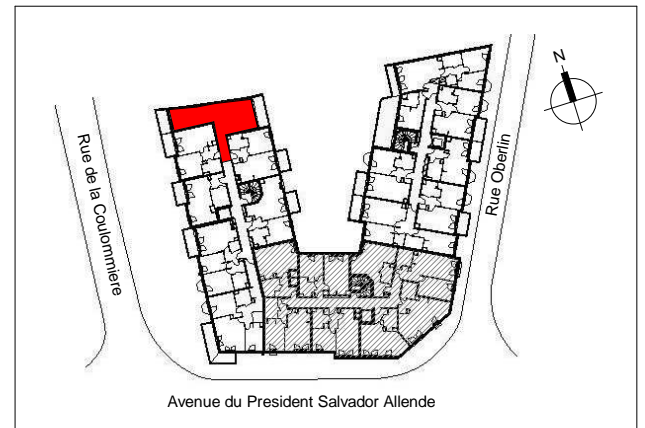 N
Rue de la Coulommiere
Rue Oberlin
Avenue du President Salvador Allende